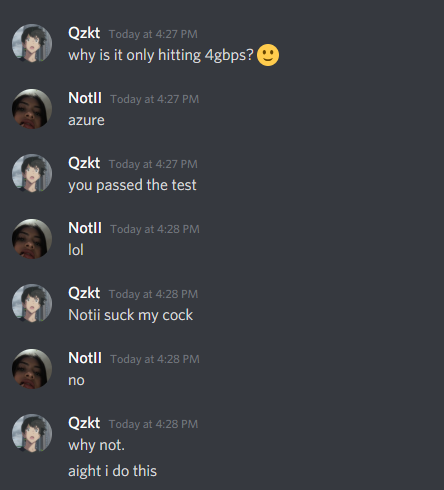 Qzkt Today at 4:27 PM
why is it only hitting 4gbps? 🙂
NotII Today at 4:27 PM
azure
Qzkt Today at 4:27 PM
you passed the test
NotII Today at 4:28 PM
lol
Qzkt Today at 4:28 PM
Notii suck my cock
NotII Today at 4:28 PM
no
Qzkt Today at 4:28 PM
why not.
aight i do this